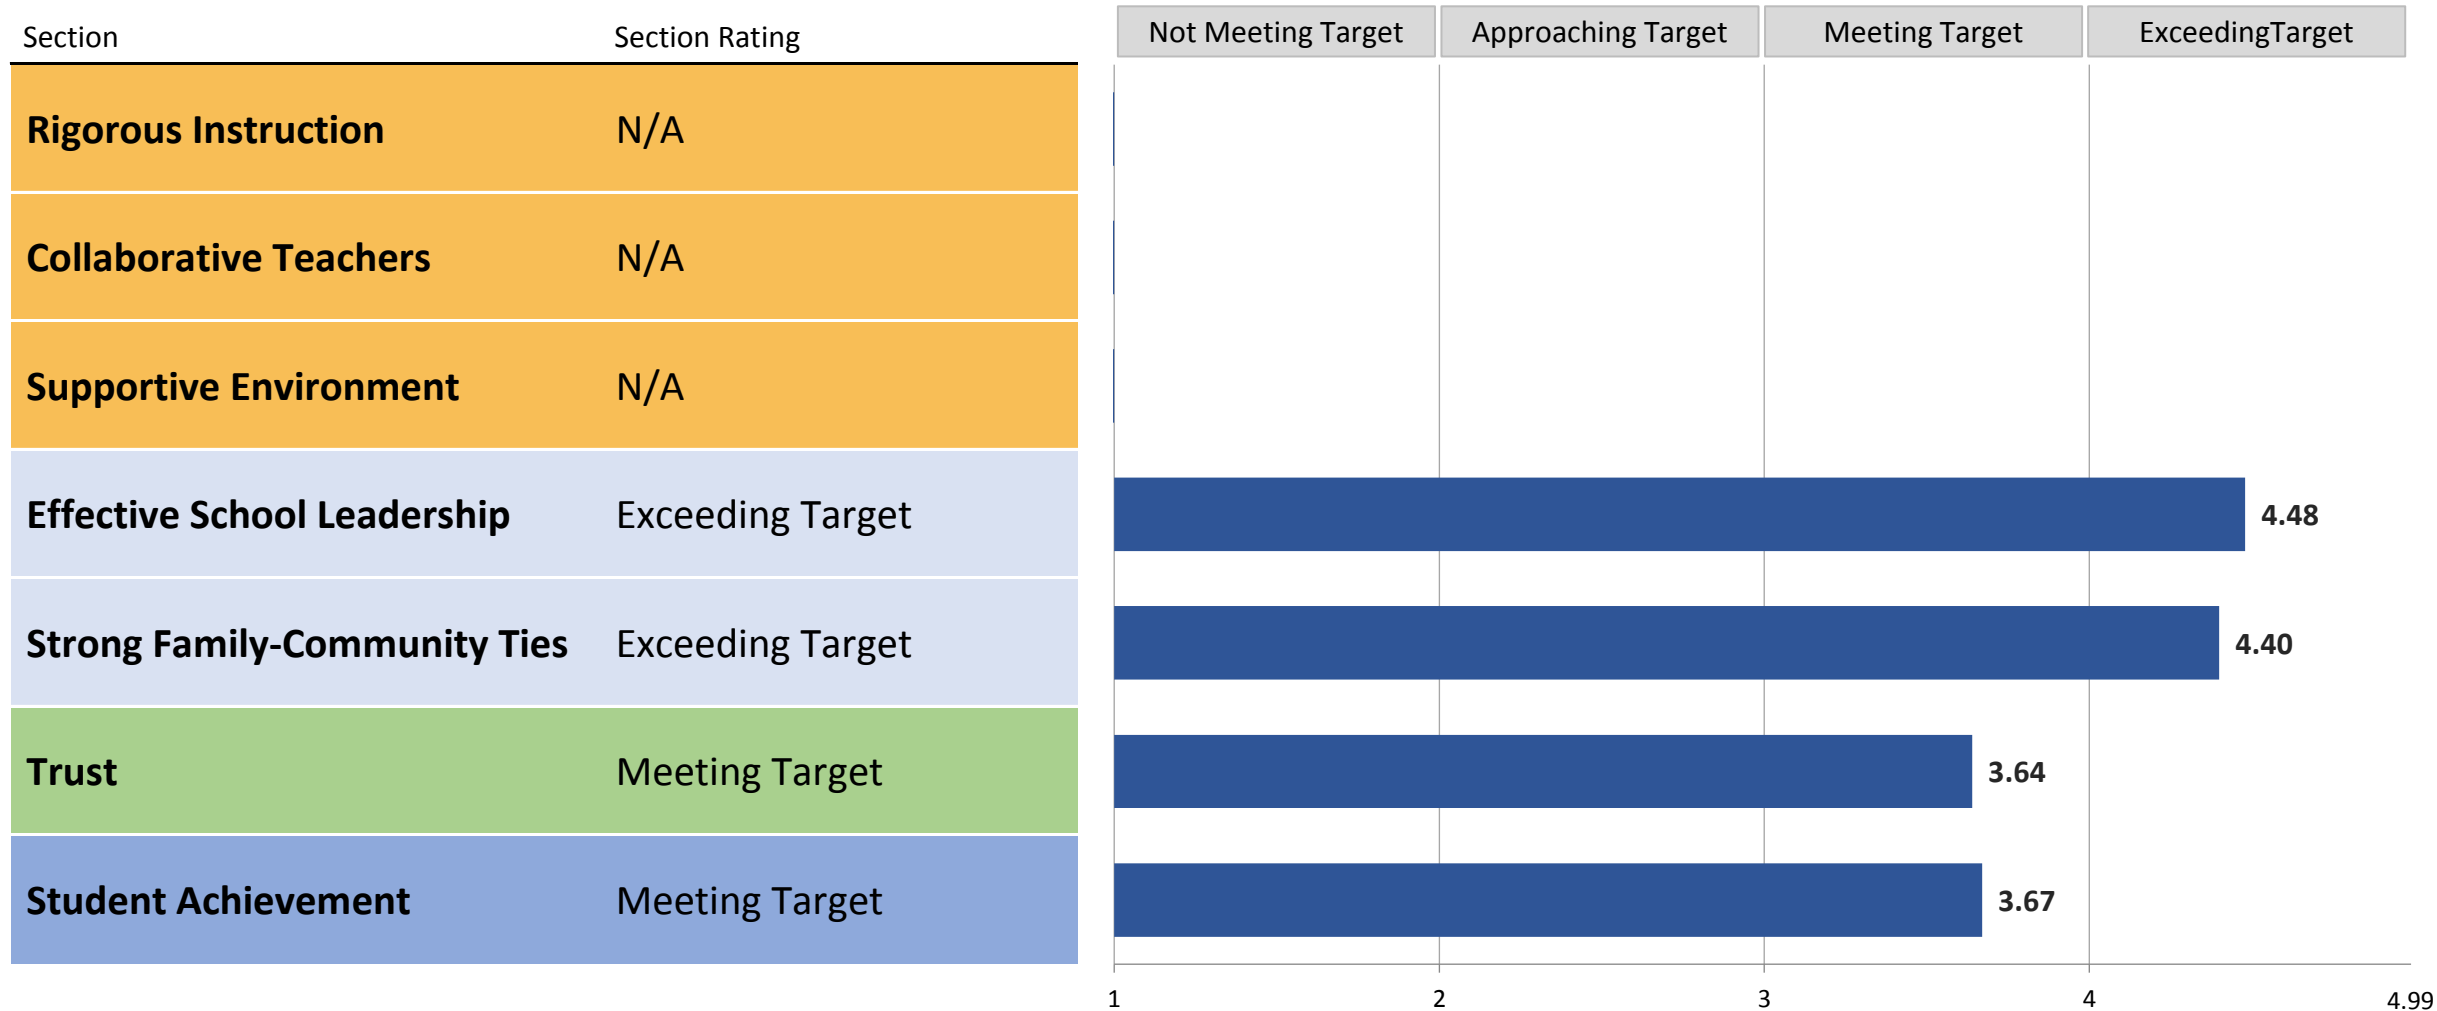 Section Section Rating Not Meeting Target Approaching Target Meeting Target ExceedingTarget
Rigorous Instruction N/A
Collaborative Teachers N/A
Supportive Environment N/A
Effective School Leadership Exceeding Target 4.48
Strong Family-Community Ties Exceeding Target 4.40
Trust Meeting Target 3.64
Student Achievement Meeting Target 3.67
1 2 3 4 4.99